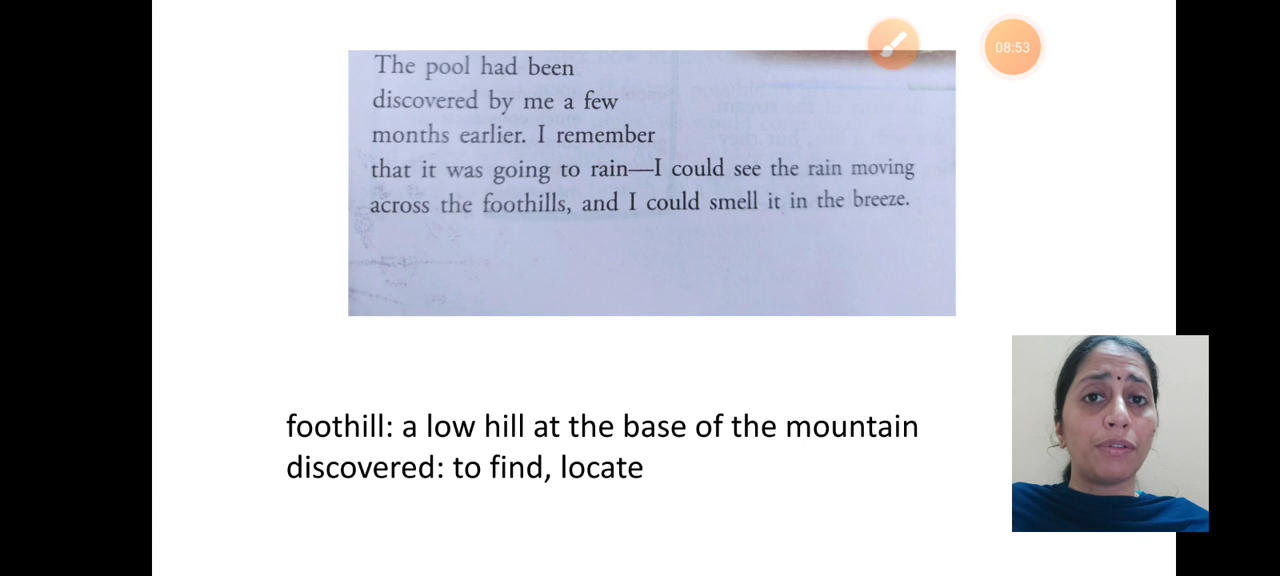 08:53
The pool had been
discovered by me a few
months earlier. I remember
that it was going to rain—I could see the rain moving
across the foothills, and I could smell it in the breeze.
foothill: a low hill at the base of the mountain
discovered: to find, locate